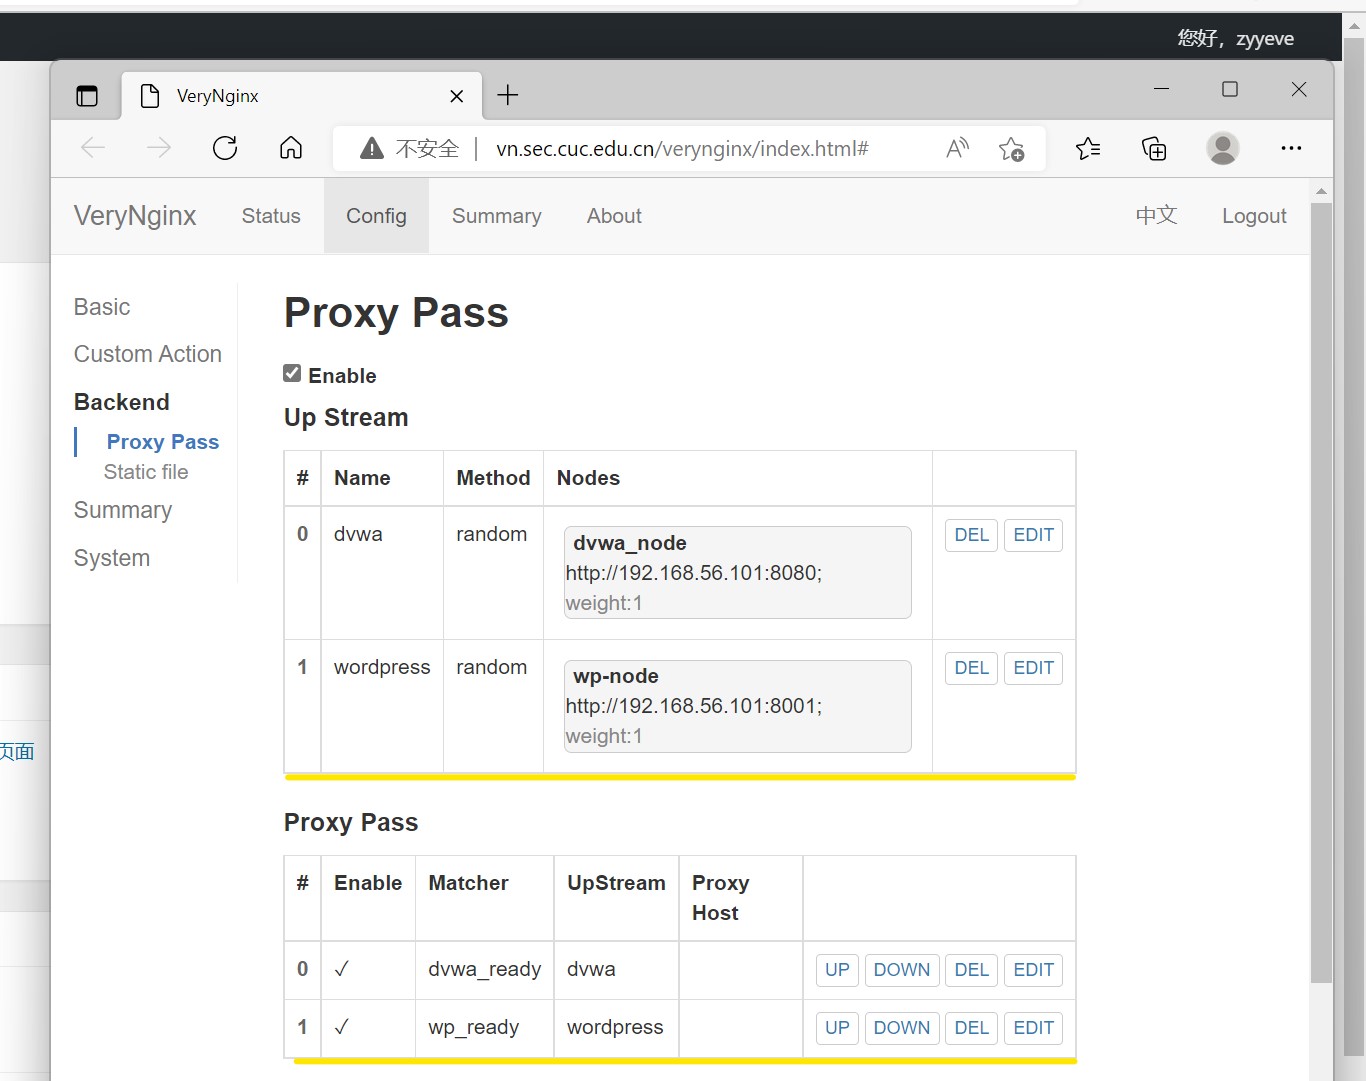 您好，zyyeve
VeryNginx
不安全 | vn.sec.cuc.edu.cn/verynginx/index.html#
VeryNginx Status Config Summary About 中文 Logout
Basic
Custom Action
Backend
Proxy Pass
Static file
Summary
System
页面
Proxy Pass
Enable
Up Stream
# Name Method Nodes
0 dvwa random dvwa_node DEL EDIT
http://192.168.56.101:8080;
weight:1
1 wordpress random wp-node DEL EDIT
http://192.168.56.101:8001;
weight:1
Proxy Pass
# Enable Matcher UpStream Proxy Host
0 ✓ dvwa_ready dvwa UP DOWN DEL EDIT
1 ✓ wp_ready wordpress UP DOWN DEL EDIT